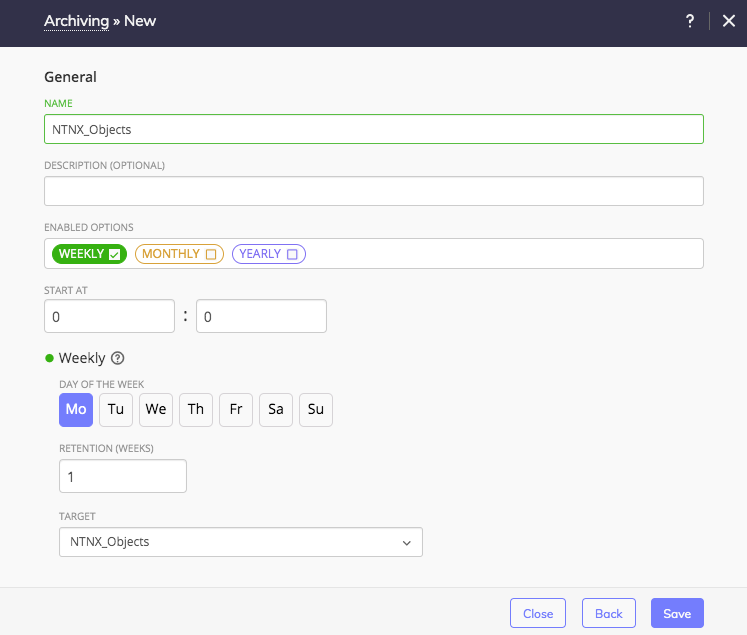 Archiving » New
?
General
NAME
NTNX_Objects
DESCRIPTION (OPTIONAL)
ENABLED OPTIONS
WEEKLY MONTHLY YEARLY
START AT
0 : 0
Weekly ?
DAY OF THE WEEK
Mo Tu We Th Fr Sa Su
RETENTION (WEEKS)
1
TARGET
NTNX_Objects
Close Back Save